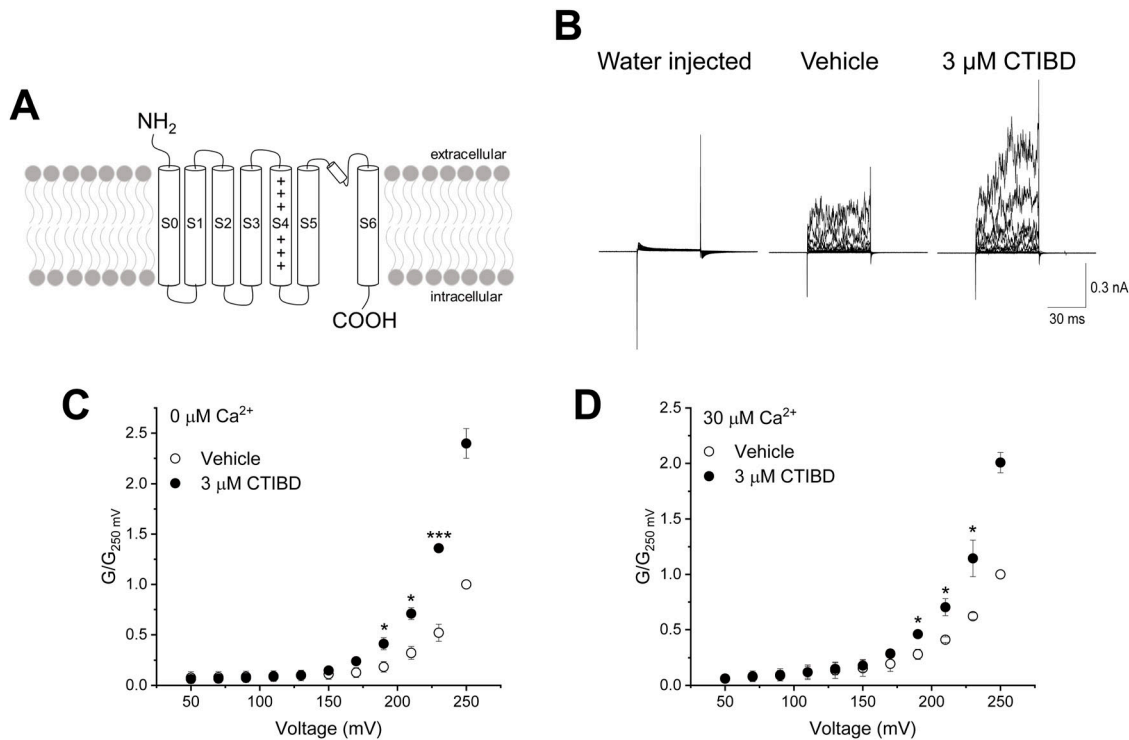 A
NH₂
extracellular
S0 S1 S2 S3 S4 S5 S6
+
+
+
+
+
+
intracellular
COOH
B
Water injected Vehicle 3 µM CTIBD
0.3 nA
30 ms
C
0 µM Ca²⁺
Vehicle
3 µM CTIBD
G/G₂₅₀ ₘV
2.5
2.0
1.5
1.0
0.5
0.0
***
*
*
50 100 150 200 250
Voltage (mV)
D
30 µM Ca²⁺
Vehicle
3 µM CTIBD
G/G₂₅₀ ₘV
2.5
2.0
1.5
1.0
0.5
0.0
*
*
*
50 100 150 200 250
Voltage (mV)